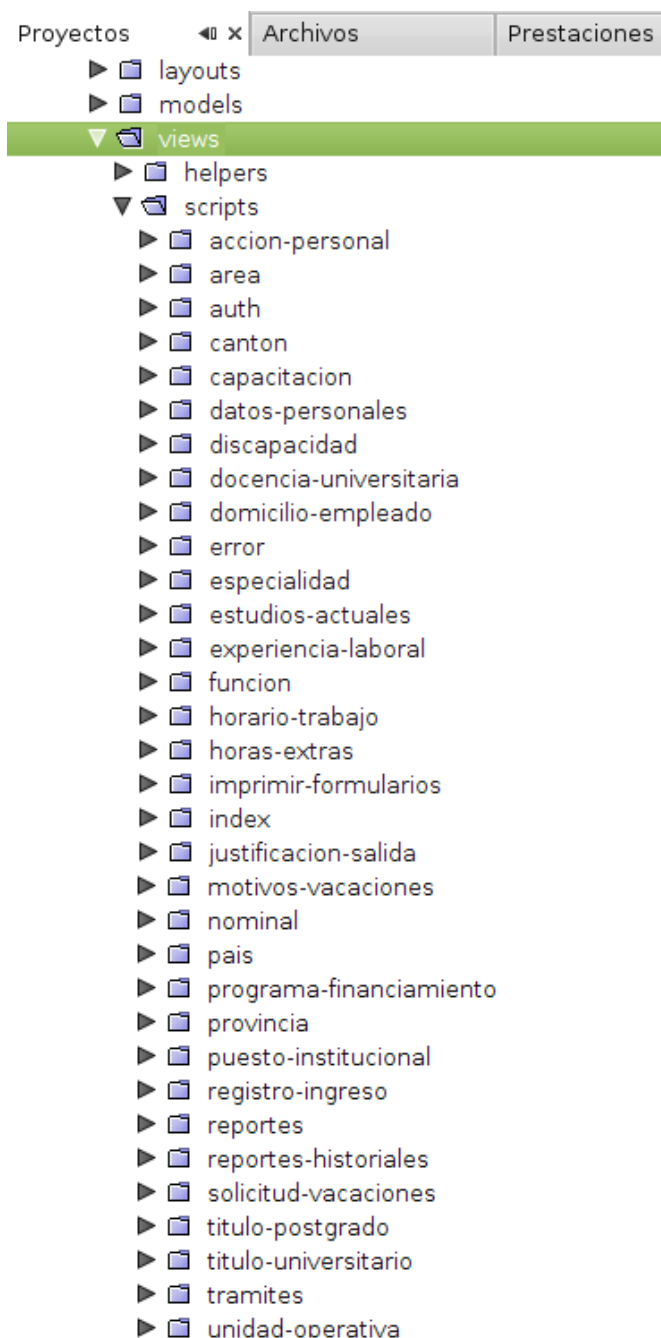 Proyectos Archivos Prestaciones
layouts
models
views
helpers
scripts
accion-personal
area
auth
canton
capacitacion
datos-personales
discapacidad
docencia-universitaria
domicilio-empleado
error
especialidad
estudios-actuales
experiencia-laboral
funcion
horario-trabajo
horas-extras
imprimir-formularios
index
justificacion-salida
motivos-vacaciones
nominal
pais
programa-financiamiento
provincia
puesto-institucional
registro-ingreso
reportes
reportes-historiales
solicitud-vacaciones
titulo-postgrado
titulo-universitario
tramites
unidad-operativa